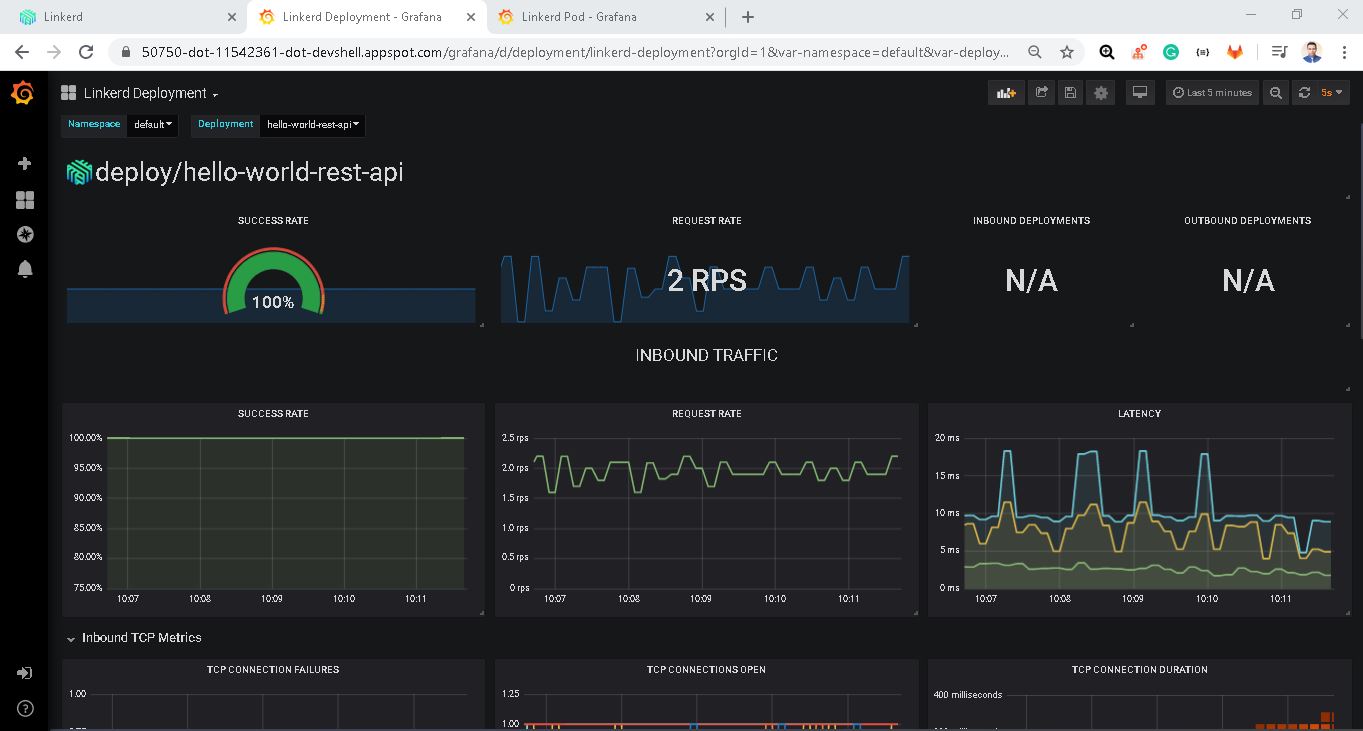 Linkerd
Linkerd Deployment - Grafana
Linkerd Pod - Grafana
50750-dot-11542361-dot-devshell.appspot.com/grafana/d/deployment/linkerd-deployment?orgId=1&var-namespace=default&var-deploy...
Linkerd Deployment
Last 5 minutes
5s
Namespace default
Deployment hello-world-rest-api
deploy/hello-world-rest-api
SUCCESS RATE
100%
REQUEST RATE
2 RPS
INBOUND DEPLOYMENTS
N/A
OUTBOUND DEPLOYMENTS
N/A
INBOUND TRAFFIC
SUCCESS RATE
100.00%
95.00%
90.00%
85.00%
80.00%
75.00%
10:07 10:08 10:09 10:10 10:11
REQUEST RATE
2.5 rps
2.0 rps
1.5 rps
1.0 rps
0.5 rps
0 rps
10:07 10:08 10:09 10:10 10:11
LATENCY
20 ms
15 ms
10 ms
5 ms
0 ms
10:07 10:08 10:09 10:10 10:11
Inbound TCP Metrics
TCP CONNECTION FAILURES
1.00
TCP CONNECTIONS OPEN
1.25
1.00
TCP CONNECTION DURATION
400 milliseconds